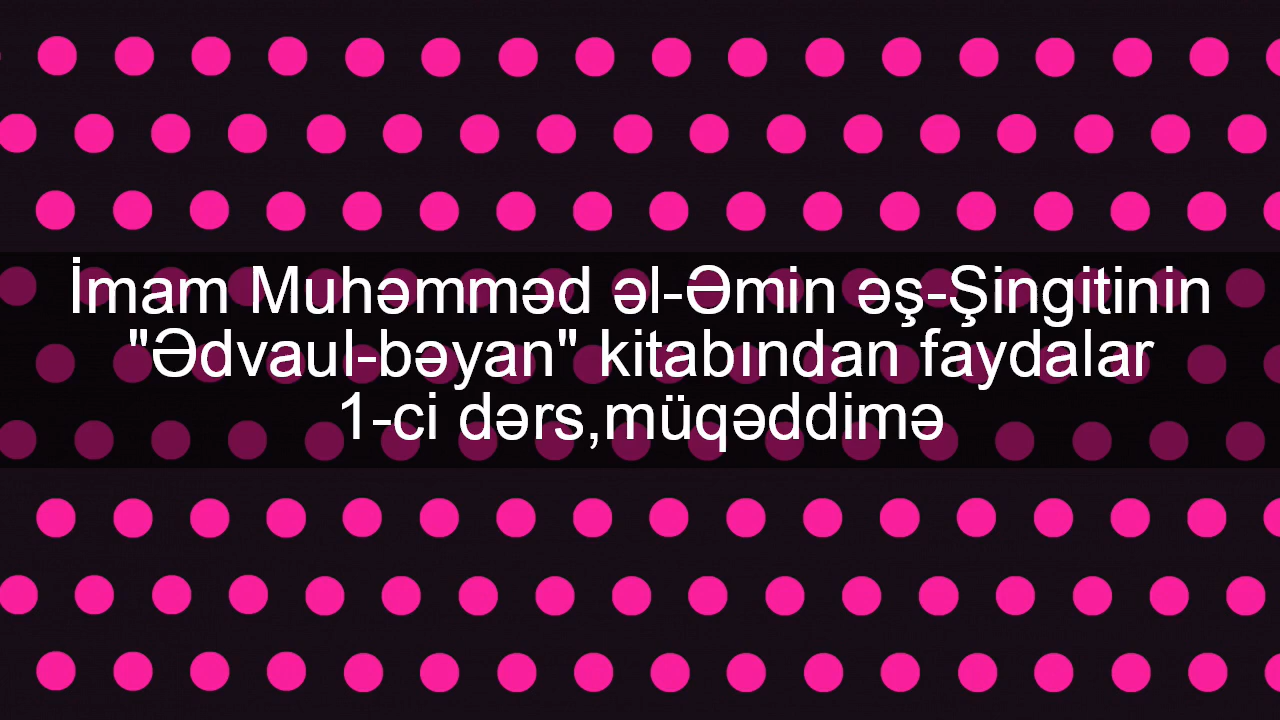 İmam Muhəmməd əl-Əmin əş-Şingitinin
"Ədvaul-bəyan" kitabından faydalar
1-ci dərs,müqəddimə